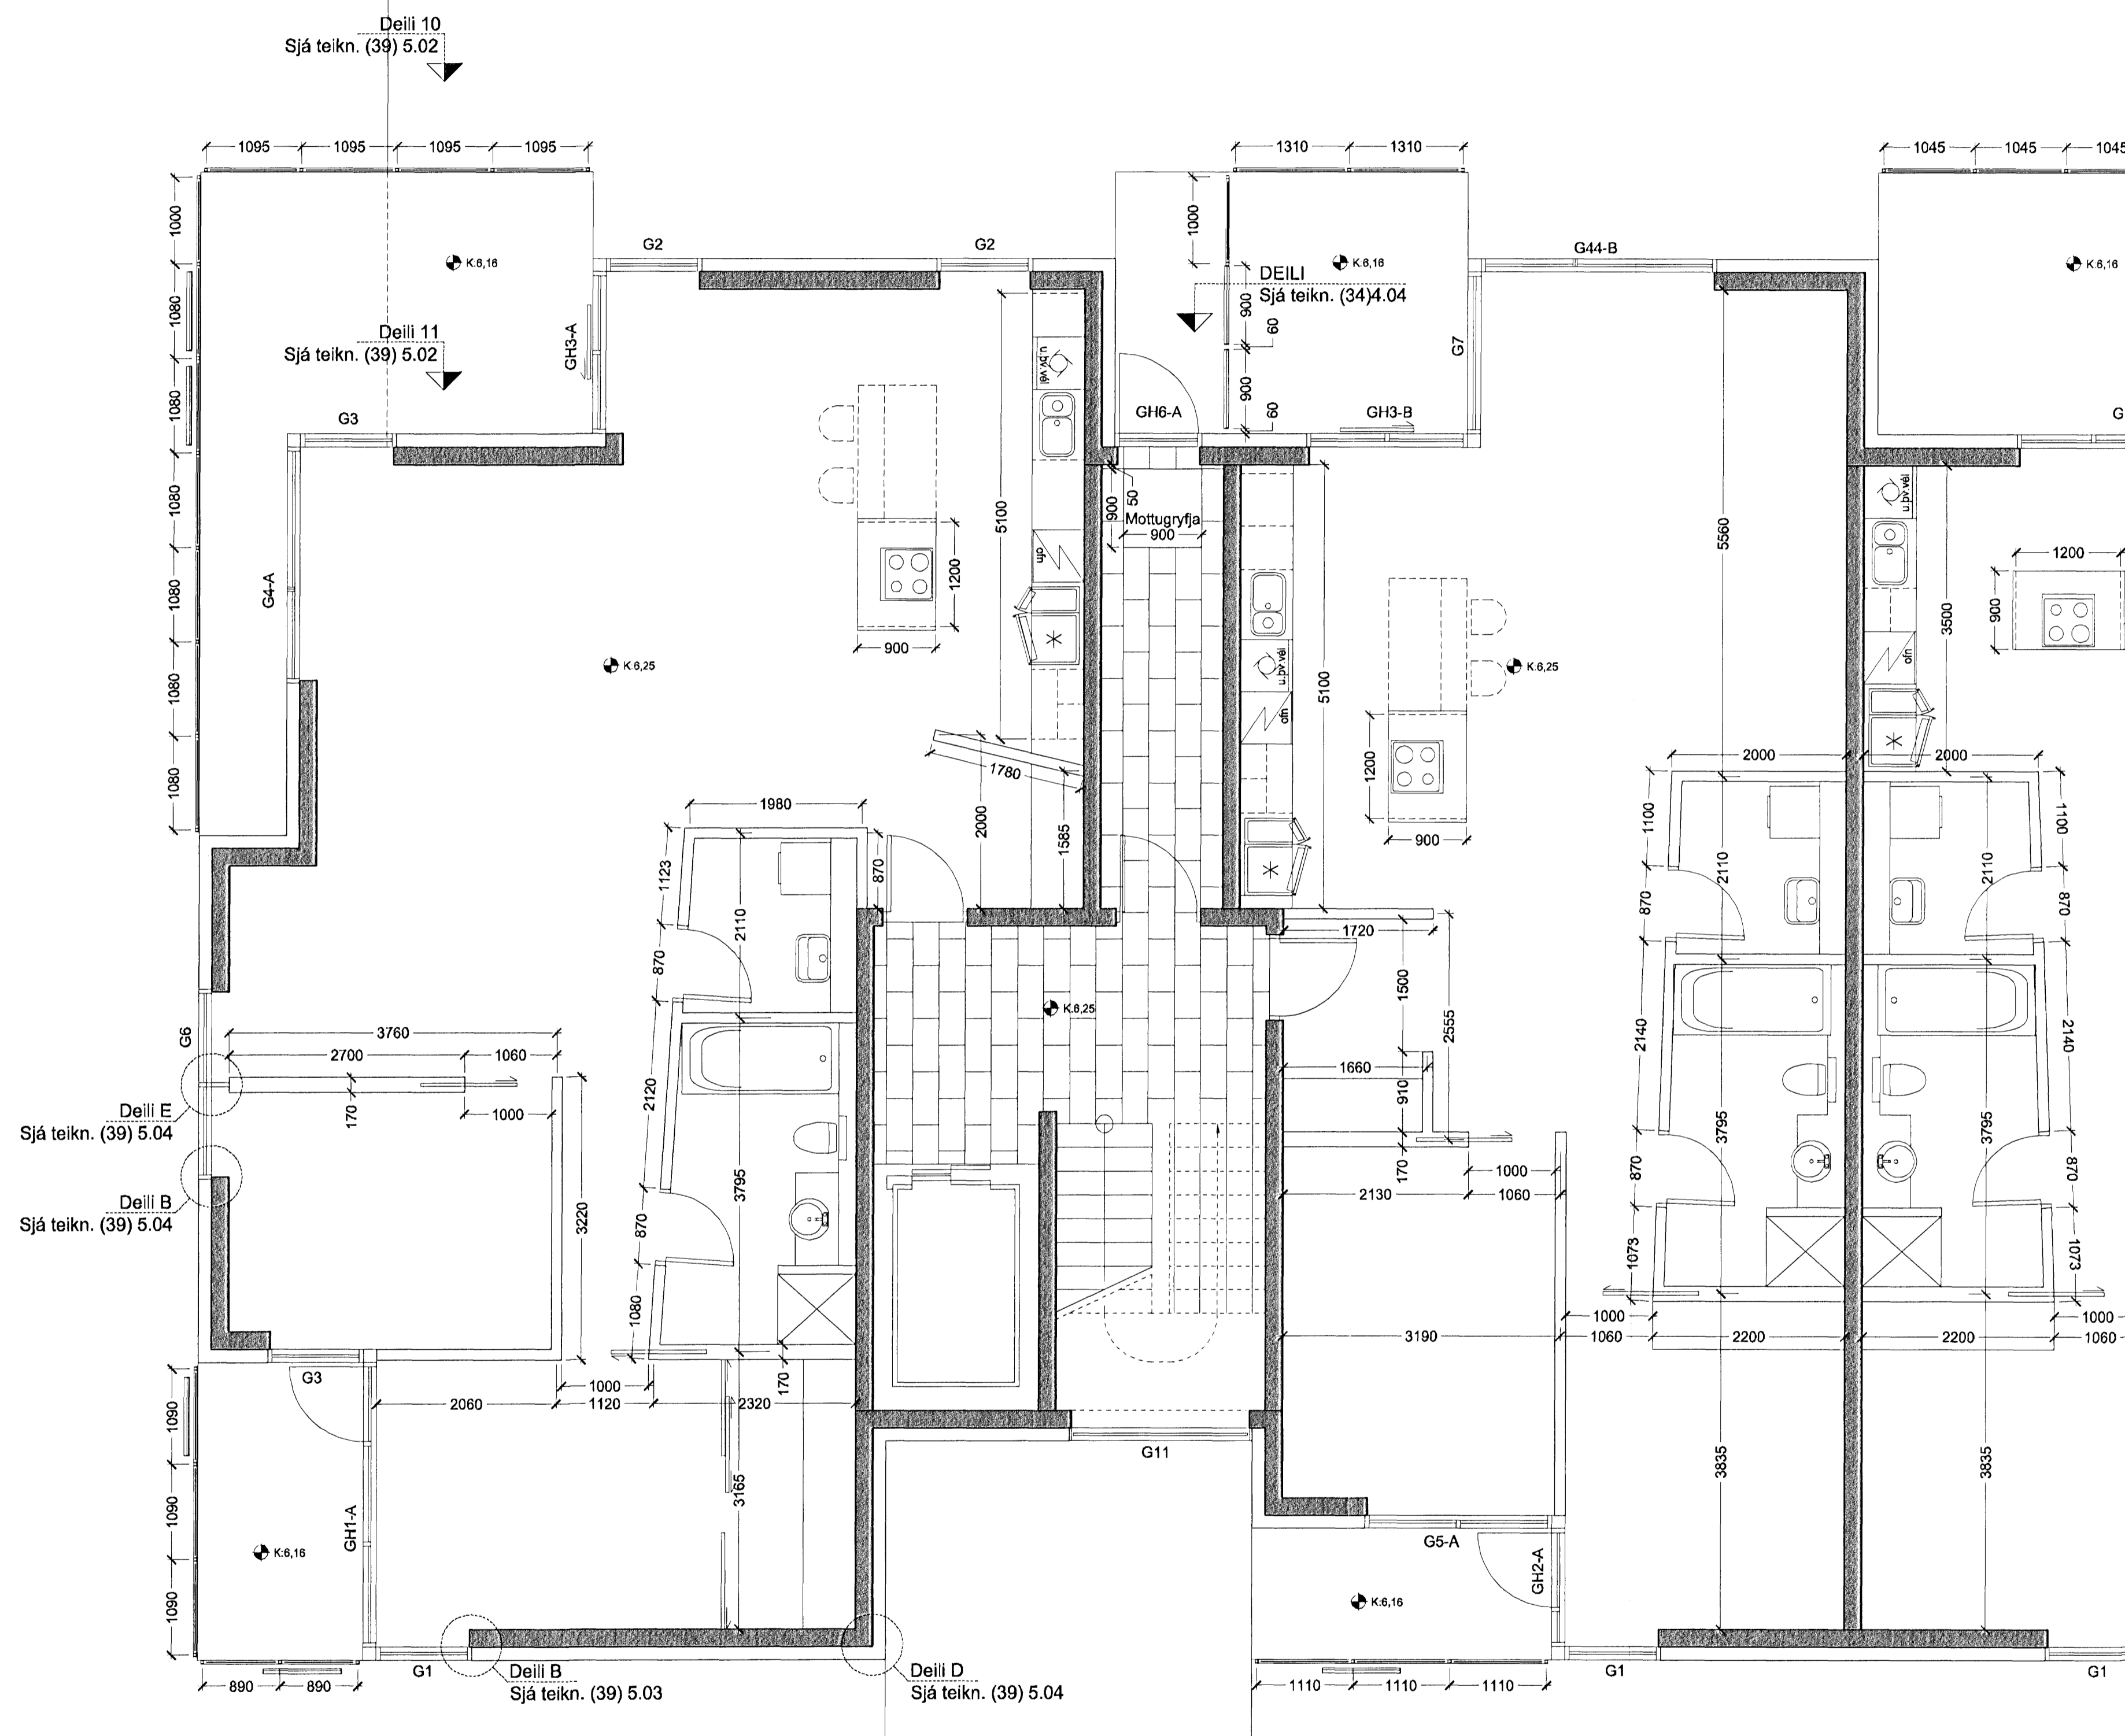 Deili 10
Sjá teikn. (39) 5.02
1095 1095 1095 1095
1310 1310
1045 1045 1045
1000
1080
1080
1080
1080
1080
1080
K:6,16
G2
G2
1000
DEILI
Sjá teikn. (34)4.04
K:6,16
G44-B
K:6,16
Deili 11
Sjá teikn. (39) 5.02
GH3-A
G3
G4-A
5100
u.þv.vél
ofn
900
60
900
60
GH6-A
GH3-B
G7
G
900
50
Mottugryfja
900
1200
900
K:6,25
5100
u.þv.vél
ofn
1200
900
K:6,25
5560
u.þv.vél
ofn
3500
1200
900
1780
2000
1585
1980
1123
870
2110
870
2120
3795
870
1080
170
2000
2000
1100
2110
870
2140
3795
870
1073
1100
2110
870
2140
3795
870
1073
G6
3760
2700 1060
170
1000
3220
Deili E
Sjá teikn. (39) 5.04
Deili B
Sjá teikn. (39) 5.04
K:6,25
1720
1500
2555
1660
910
170
1000
2130 1060
3190 1060
1000
2200
2200
1000
1060
G3
1000
2060 1120 2320
1090
1090
1090
GH1-A
K:6,16
3165
G11
G5-A
GH2-A
K:6,16
3835
3835
G1
890 890
Deili B
Sjá teikn. (39) 5.03
Deili D
Sjá teikn. (39) 5.04
1110 1110 1110
G1
G1